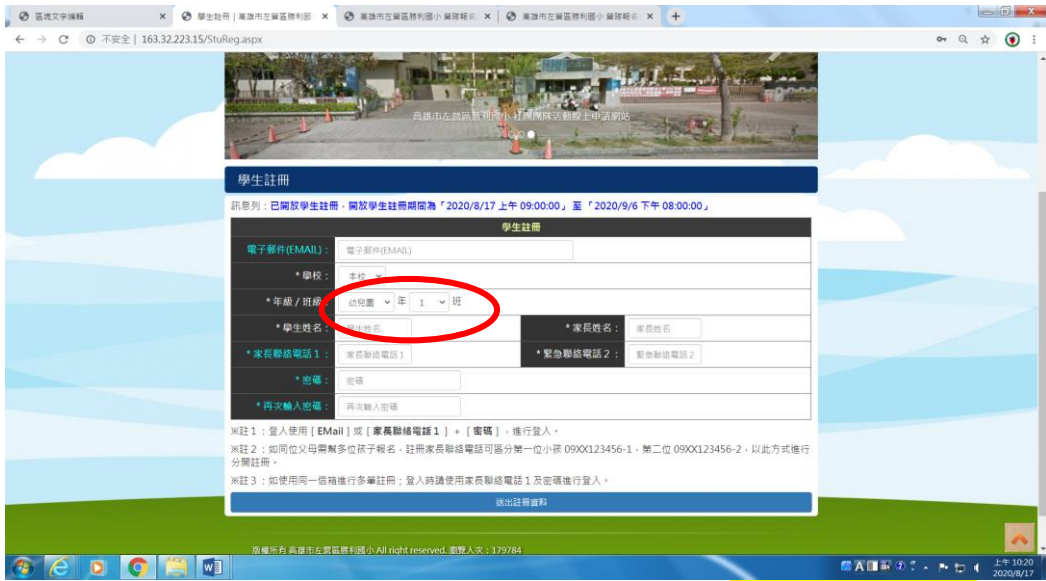 區塊文字編輯
學生註冊 | 高雄市左營區勝利國
高雄市左營區勝利國小 營隊報
高雄市左營區勝利國小 營隊報
不安全 | 163.32.223.15/StuReg.aspx
高雄市左營區勝利國小 社團團隊活動線上申請網站
學生註冊
訊息列：已開放學生註冊，開放學生註冊期間為「2020/8/17 上午 09:00:00」至「2020/9/6 下午 08:00:00」
學生註冊
電子郵件(EMAIL)： 電子郵件(EMAIL)
*學校： 本校
*年級 / 班級： 幼兒園 年 1 班
*學生姓名： 學生姓名 *家長姓名： 家長姓名
*家長聯絡電話1： 家長聯絡電話1 *緊急聯絡電話2： 緊急聯絡電話2
*密碼： 密碼
*再次輸入密碼： 再次輸入密碼
※註1：登入使用 [ EMail ] 或 [ 家長聯絡電話1 ] + [ 密碼 ]，進行登入。
※註2：如同位父母需幫多位孩子報名，註冊家長聯絡電話可區分第一位小孩 09XX123456-1，第二位 09XX123456-2，以此方式進行
分開註冊。
※註3：如使用同一信箱進行多筆註冊；登入時請使用家長聯絡電話1及密碼進行登入。
送出註冊資料
版權所有 高雄市左營區勝利國小 All right reserved. 瀏覽人次：179784
上午 10:20
2020/8/17